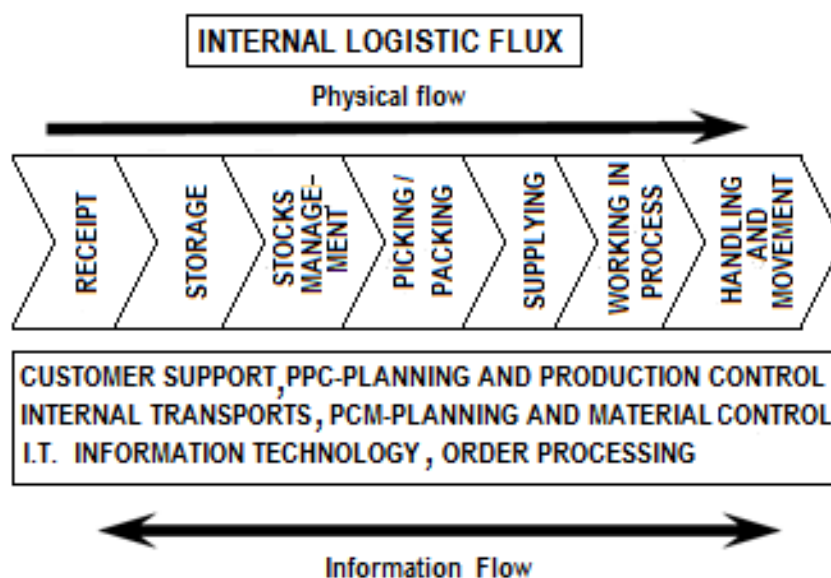 INTERNAL LOGISTIC FLUX
Physical flow
RECEIPT
STORAGE
STOCKS
MANAGE-
MENT
PICKING /
PACKING
SUPPLYING
WORKING IN
PROCESS
HANDLING
AND
MOVEMENT
CUSTOMER SUPPORT,PPC-PLANNING AND PRODUCTION CONTROL
INTERNAL TRANSPORTS, PCM-PLANNING AND MATERIAL CONTROL
I.T. INFORMATION TECHNOLOGY, ORDER PROCESSING
Information Flow